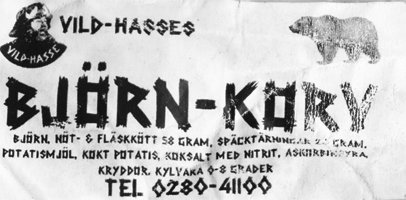 VILD-HASSES
VILD-HASSE
BJÖRN-KORV
BJÖRN, NÖT- & FLÄSKKÖTT 58 GRAM, SPÄCKTÄRNINGAR GRAM,
POTATISMJÖL, KOKT POTATIS, KOKSALT MED NITRIT, ASKORBINSYRA,
KRYDDOR. KYLVARA 0-8 GRADER
TEL 0280-41100